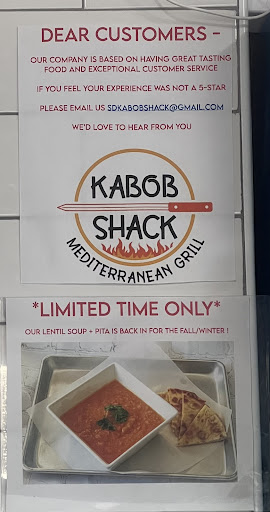 DEAR CUSTOMERS -
OUR COMPANY IS BASED ON HAVING GREAT TASTING
FOOD AND EXCEPTIONAL CUSTOMER SERVICE
IF YOU FEEL YOUR EXPERIENCE WAS NOT A 5-STAR
PLEASE EMAIL US SDKABOBSHACK@GMAIL.COM
WE'D LOVE TO HEAR FROM YOU
KABOB
SHACK
MEDITERRANEAN GRILL
*LIMITED TIME ONLY*
OUR LENTIL SOUP + PITA IS BACK IN FOR THE FALL/WINTER !